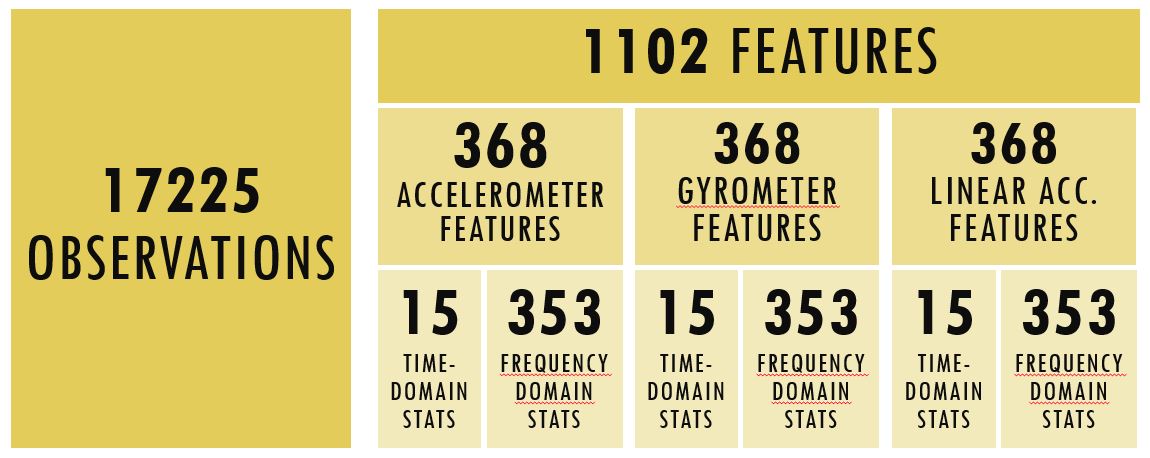 17225
OBSERVATIONS
1102 FEATURES
368
ACCELEROMETER
FEATURES
368
GYROMETER
FEATURES
368
LINEAR ACC.
FEATURES
15
TIME-
DOMAIN
STATS
353
FREQUENCY
DOMAIN
STATS
15
TIME-
DOMAIN
STATS
353
FREQUENCY
DOMAIN
STATS
15
TIME-
DOMAIN
STATS
353
FREQUENCY
DOMAIN
STATS